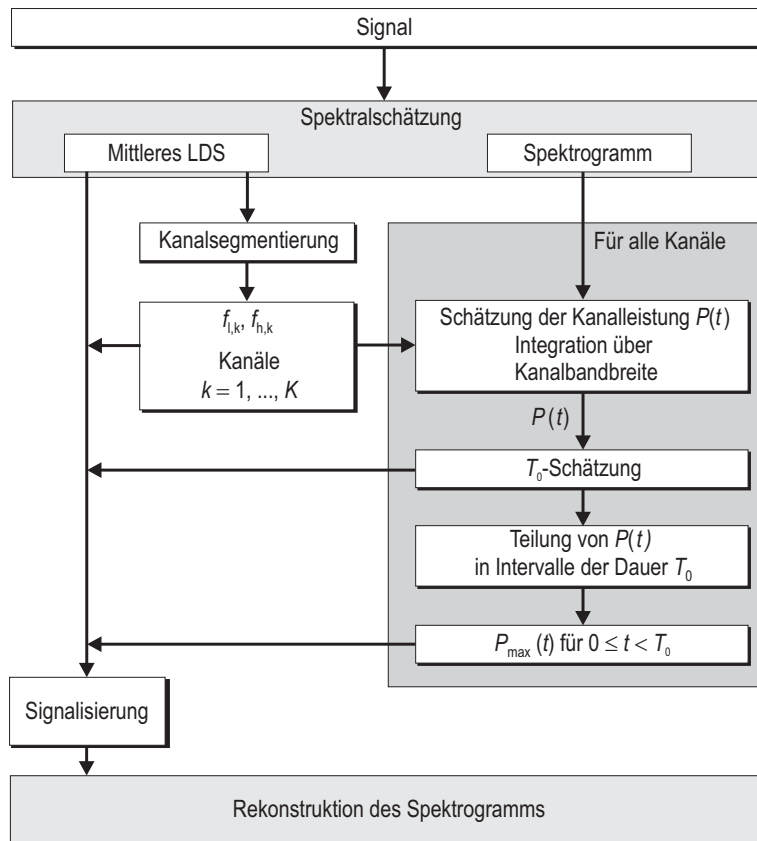 Signal
Spektralschätzung
Mittleres LDS
Spektrogramm
Kanalsegmentierung
Für alle Kanäle
f_l,k, f_h,k
Kanäle
k = 1, ..., K
Schätzung der Kanalleistung P(t)
Integration über
Kanalbandbreite
P(t)
T₀-Schätzung
Teilung von P(t)
in Intervalle der Dauer T₀
P_max (t) für 0 ≤ t < T₀
Signalisierung
Rekonstruktion des Spektrogramms